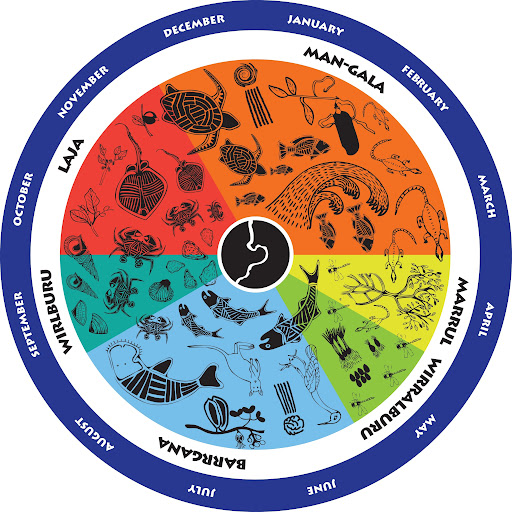 JANUARY
FEBRUARY
MARCH
APRIL
MAY
JUNE
JULY
AUGUST
SEPTEMBER
OCTOBER
NOVEMBER
DECEMBER
MAN-GALA
MARRUL
WIRRALBURU
BARRGANA
WIRLBURU
LAJA